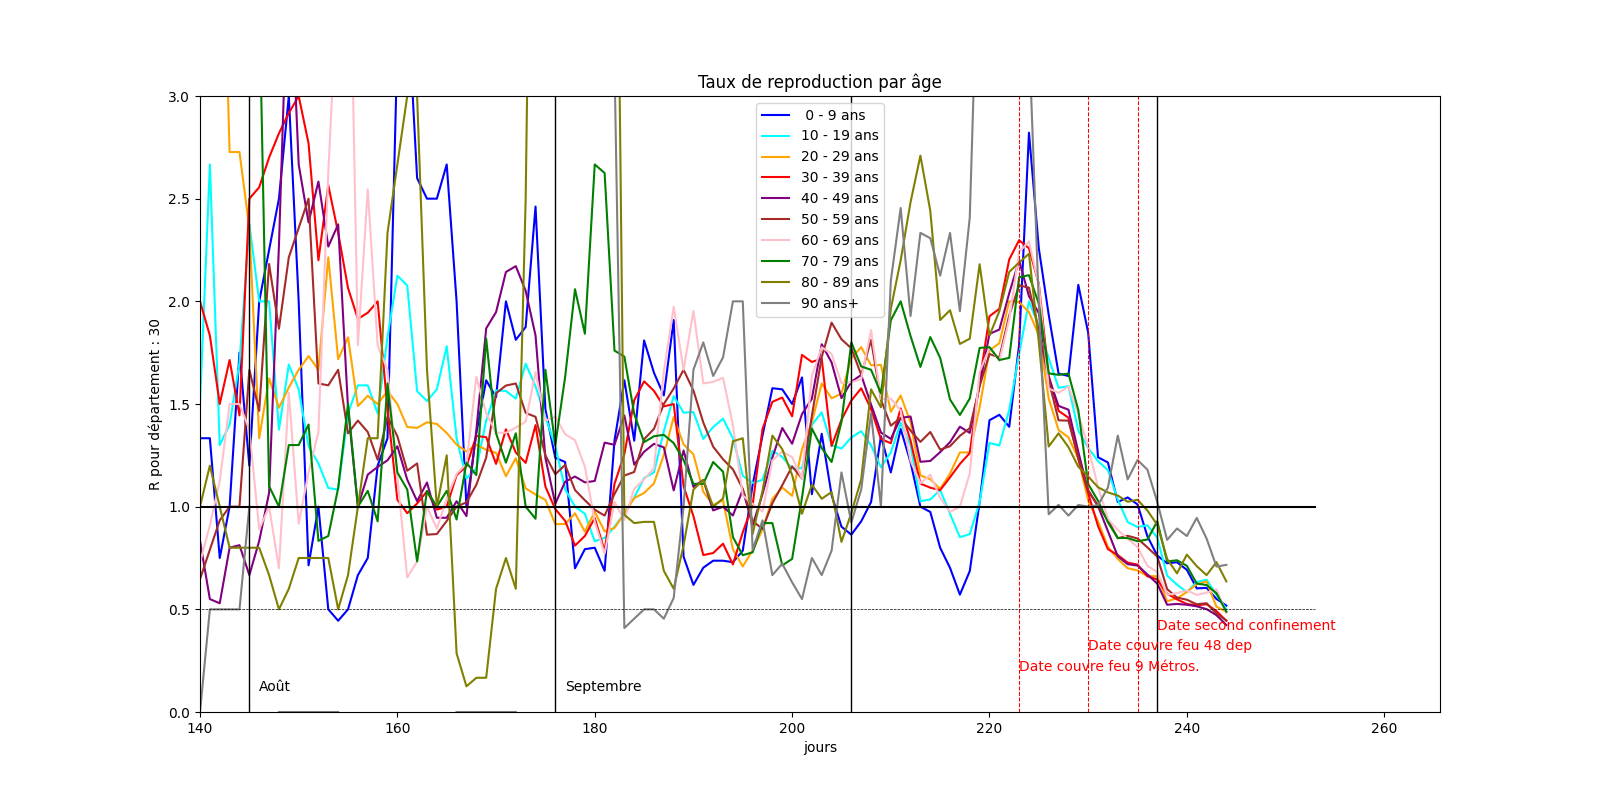 Taux de reproduction par âge
3.0
2.5
2.0
1.5
1.0
0.5
0.0
R pour département : 30
0 - 9 ans
10 - 19 ans
20 - 29 ans
30 - 39 ans
40 - 49 ans
50 - 59 ans
60 - 69 ans
70 - 79 ans
80 - 89 ans
90 ans+
Date second confinement
Date couvre feu 48 dep
Date couvre feu 9 Métros.
Août
Septembre
140
160
180
200
220
240
260
jours